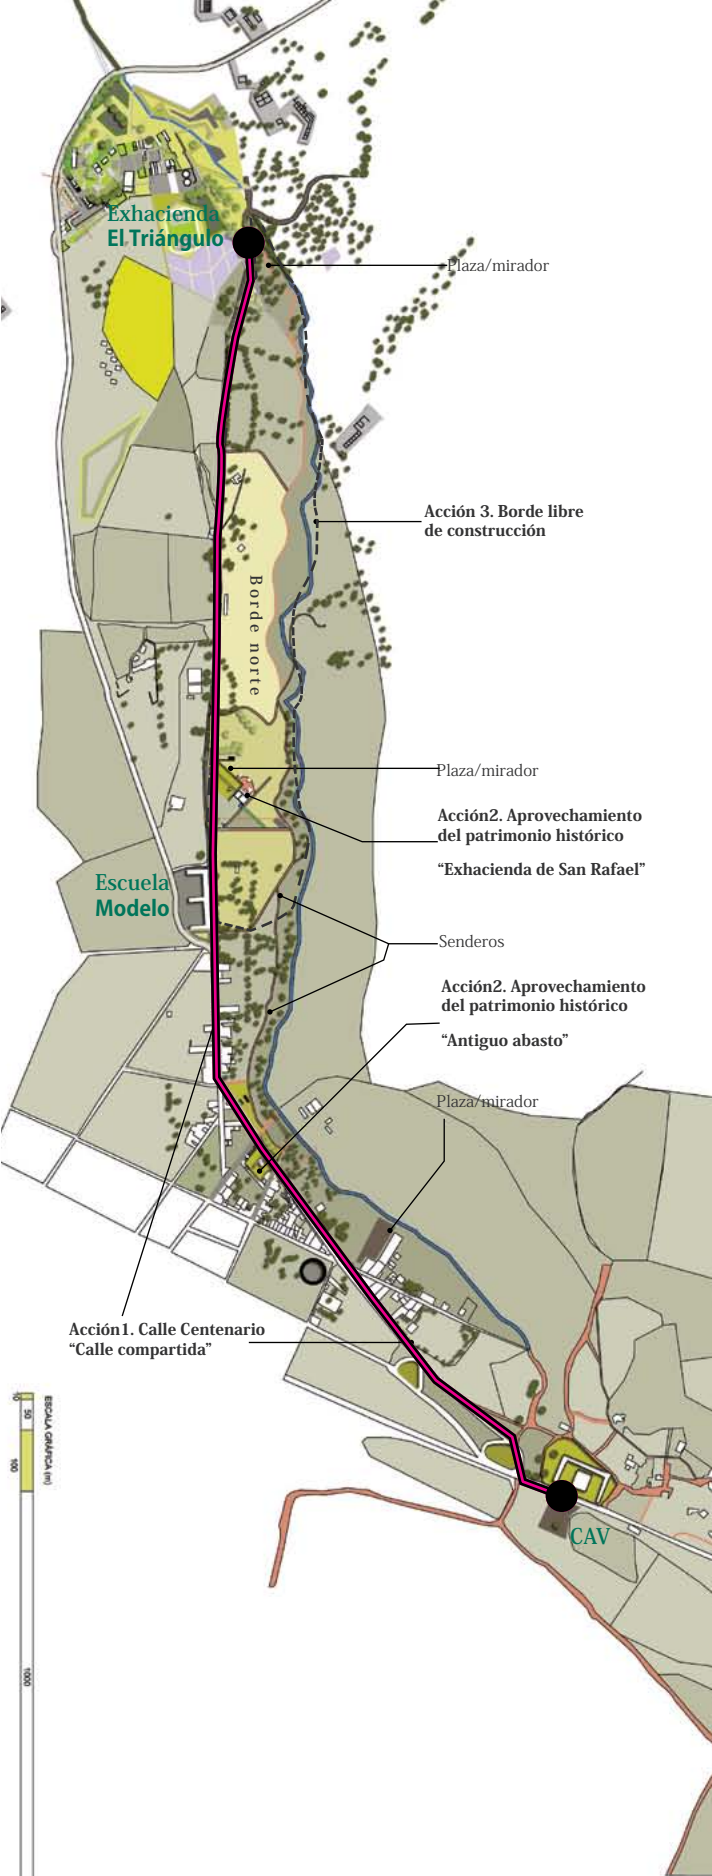 Exhacienda
El Triángulo
Plaza/mirador
Acción 3. Borde libre
de construcción
Borde norte
Plaza/mirador
Acción2. Aprovechamiento
del patrimonio histórico
“Exhacienda de San Rafael”
Escuela
Modelo
Senderos
Acción2. Aprovechamiento
del patrimonio histórico
“Antiguo abasto”
Plaza/mirador
Acción1. Calle Centenario
“Calle compartida”
ESCALA GRÁFICA (m)
10
50
100
1000
CAV